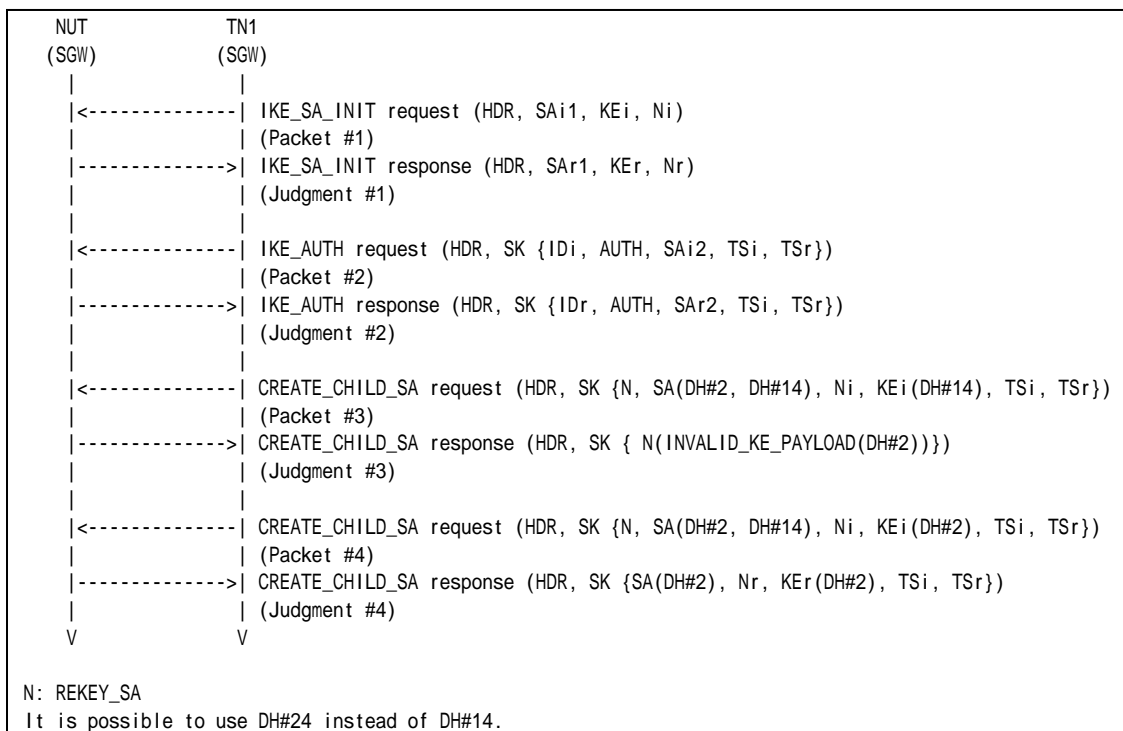 NUT TN1
(SGW) (SGW)
| |
|<--------------| IKE_SA_INIT request (HDR, SAi1, KEi, Ni)
| | (Packet #1)
|-------------->| IKE_SA_INIT response (HDR, SAr1, KEr, Nr)
| | (Judgment #1)
| |
|<--------------| IKE_AUTH request (HDR, SK {IDi, AUTH, SAi2, TSi, TSr})
| | (Packet #2)
|-------------->| IKE_AUTH response (HDR, SK {IDr, AUTH, SAr2, TSi, TSr})
| | (Judgment #2)
| |
|<--------------| CREATE_CHILD_SA request (HDR, SK {N, SA(DH#2, DH#14), Ni, KEi(DH#14), TSi, TSr})
| | (Packet #3)
|-------------->| CREATE_CHILD_SA response (HDR, SK { N(INVALID_KE_PAYLOAD(DH#2))})
| | (Judgment #3)
| |
|<--------------| CREATE_CHILD_SA request (HDR, SK {N, SA(DH#2, DH#14), Ni, KEi(DH#2), TSi, TSr})
| | (Packet #4)
|-------------->| CREATE_CHILD_SA response (HDR, SK {SA(DH#2), Nr, KEr(DH#2), TSi, TSr})
| | (Judgment #4)
V V
N: REKEY_SA
It is possible to use DH#24 instead of DH#14.